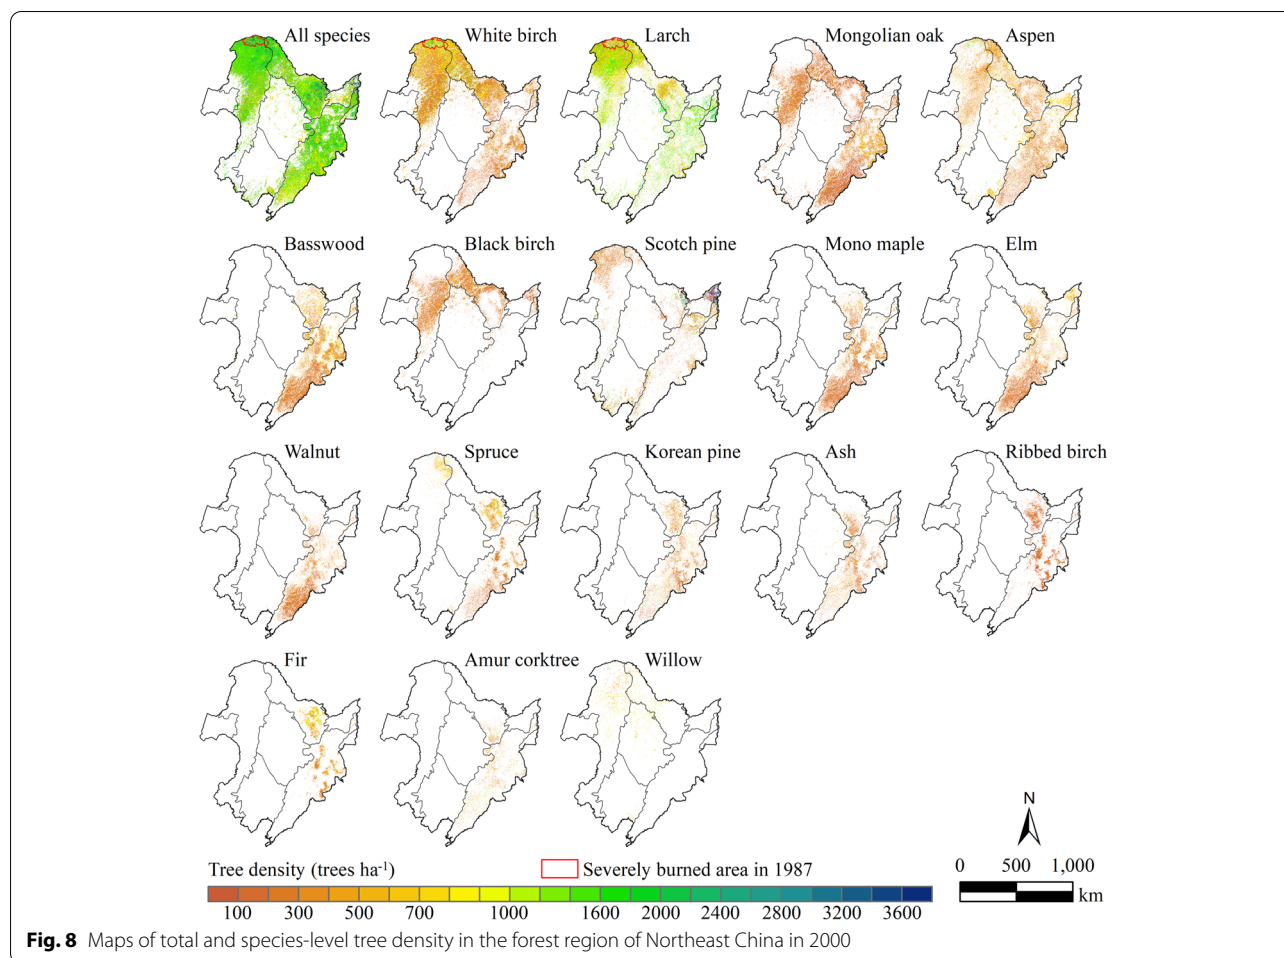 All species
White birch
Larch
Mongolian oak
Aspen
Basswood
Black birch
Scotch pine
Mono maple
Elm
Walnut
Spruce
Korean pine
Ash
Ribbed birch
Fir
Amur corktree
Willow
N
Tree density (trees ha⁻¹)
Severely burned area in 1987
0 500 1,000
km
100 300 500 700 1000 1600 2000 2400 2800 3200 3600
Fig. 8 Maps of total and species-level tree density in the forest region of Northeast China in 2000